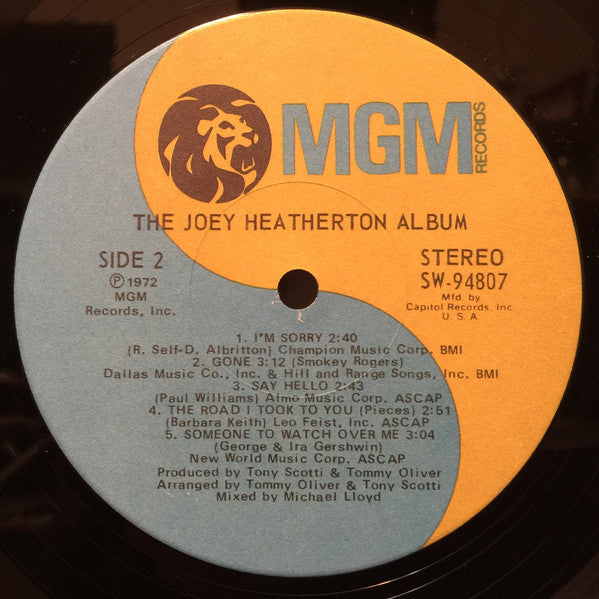 MGM
RECORDS
THE JOEY HEATHERTON ALBUM
SIDE 2
℗ 1972
MGM
Records, Inc.
STEREO
SW-94807
Mfd. by
Capitol Records, Inc.
U. S. A.
1. I'M SORRY 2:40
(R. Self-D, Albritton) Champion Music Corp. BMI
2. GONE 3:12 (Smokey Rogers)
Dallas Music Co., Inc. & Hill and Range Songs, Inc. BMI
3. SAY HELLO 2:43
(Paul Williams) Almo Music Corp. ASCAP
4. THE ROAD I TOOK TO YOU (Pieces) 2:51
(Barbara Keith) Leo Feist, Inc. ASCAP
5. SOMEONE TO WATCH OVER ME 3:04
(George & Ira Gershwin)
New World Music Corp. ASCAP
Produced by Tony Scotti & Tommy Oliver
Arranged by Tommy Oliver & Tony Scotti
Mixed by Michael Lloyd